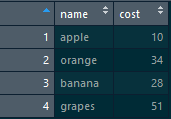 name cost
1 apple 10
2 orange 34
3 banana 28
4 grapes 51